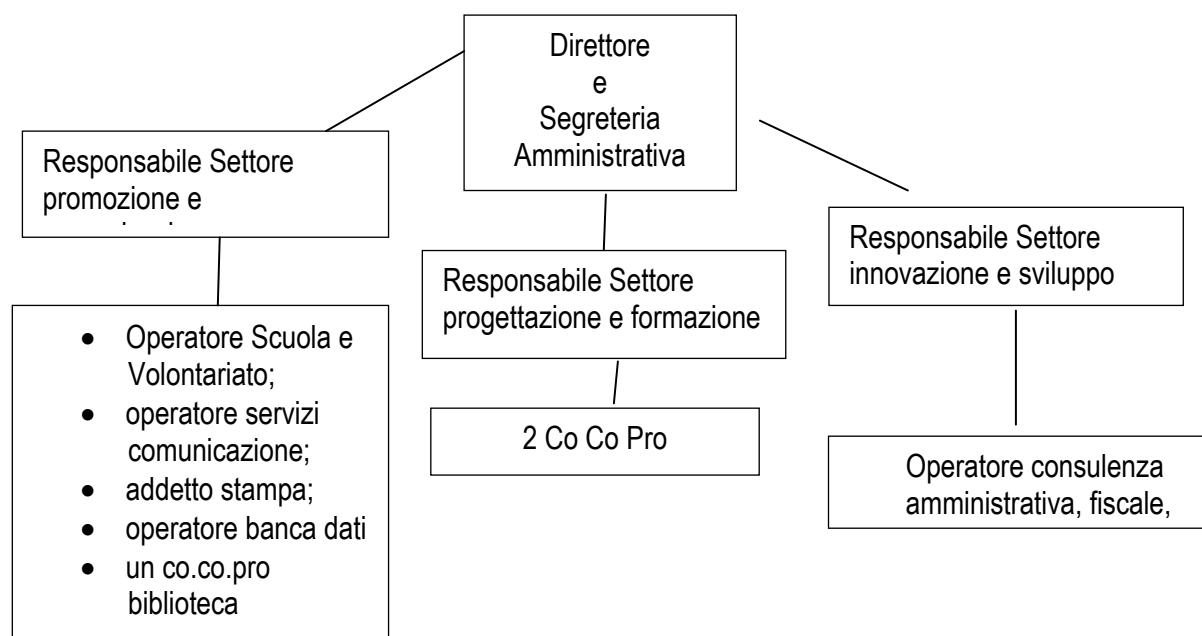 Direttore
e
Segreteria
Amministrativa
Responsabile Settore
promozione e
Responsabile Settore
progettazione e formazione
Responsabile Settore
innovazione e sviluppo
• Operatore Scuola e
Volontariato;
• operatore servizi
comunicazione;
• addetto stampa;
• operatore banca dati
• un co.co.pro
biblioteca
2 Co Co Pro
Operatore consulenza
amministrativa, fiscale,